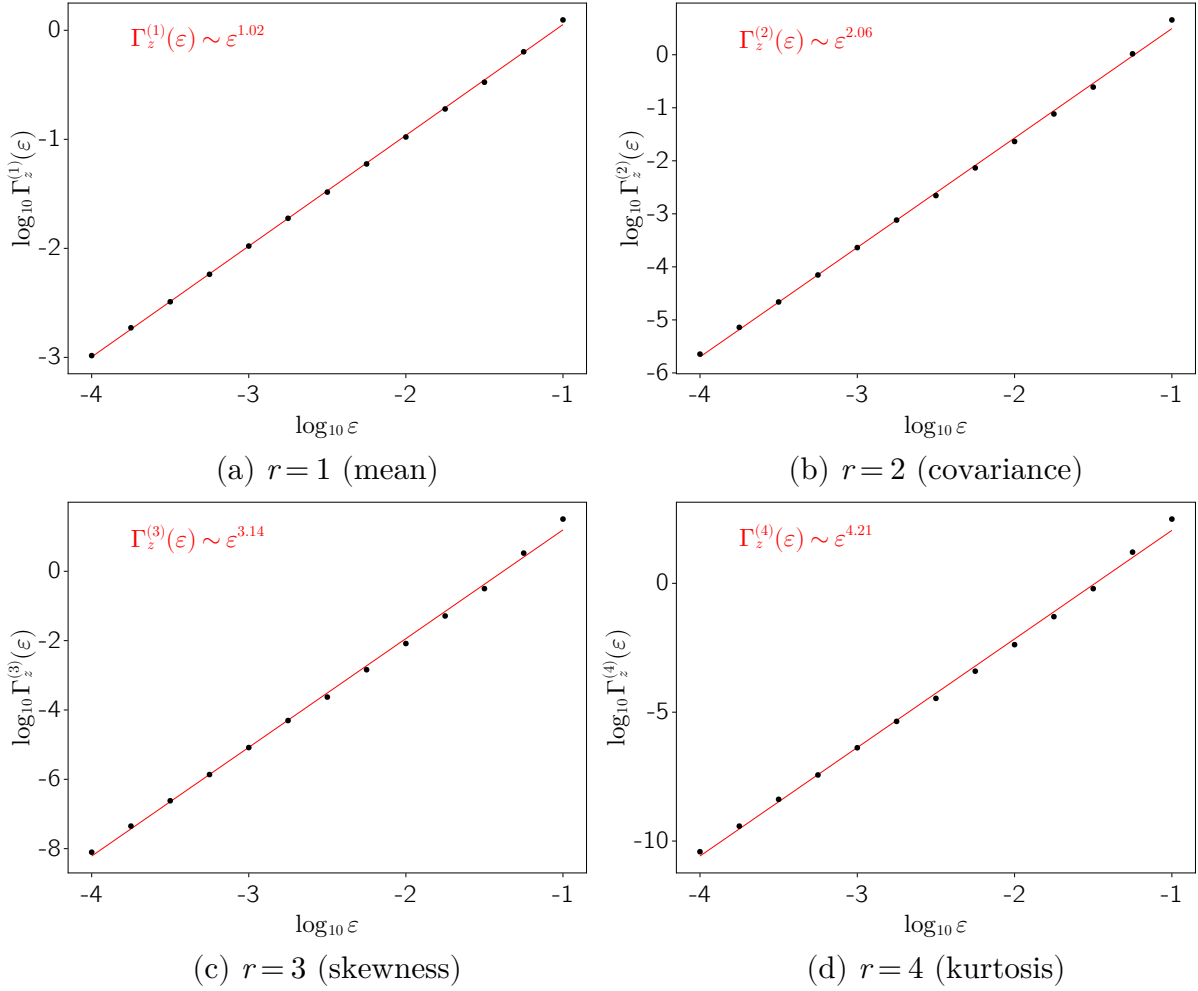 Γ_z^{(1)}(ε) ∼ ε^{1.02}
log₁₀ Γ_z^{(1)}(ε)
0
-1
-2
-3
-4 -3 -2 -1
log₁₀ ε
(a) r = 1 (mean)
Γ_z^{(2)}(ε) ∼ ε^{2.06}
log₁₀ Γ_z^{(2)}(ε)
0
-1
-2
-3
-4
-5
-6
-4 -3 -2 -1
log₁₀ ε
(b) r = 2 (covariance)
Γ_z^{(3)}(ε) ∼ ε^{3.14}
log₁₀ Γ_z^{(3)}(ε)
0
-2
-4
-6
-8
-4 -3 -2 -1
log₁₀ ε
(c) r = 3 (skewness)
Γ_z^{(4)}(ε) ∼ ε^{4.21}
log₁₀ Γ_z^{(4)}(ε)
0
-5
-10
-4 -3 -2 -1
log₁₀ ε
(d) r = 4 (kurtosis)